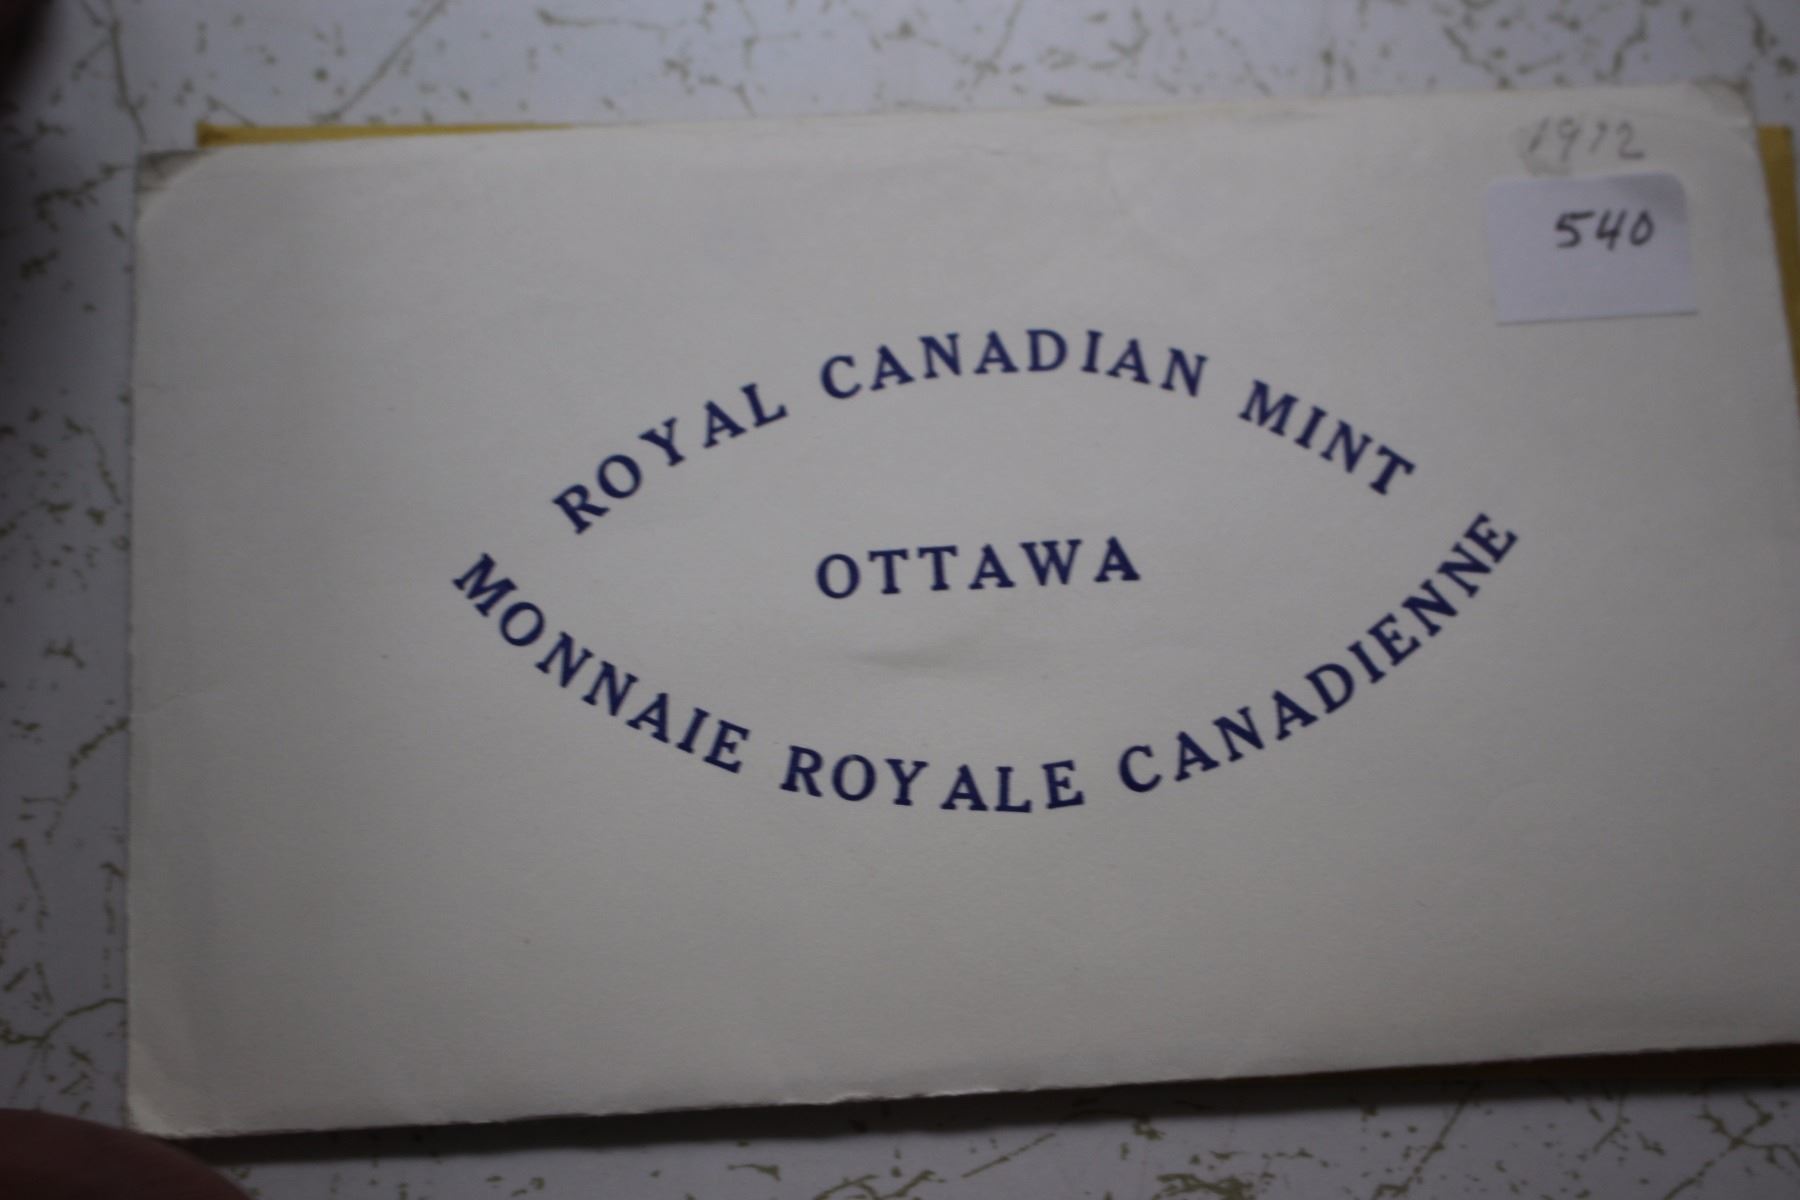 1972
540
ROYAL CANADIAN MINT
OTTAWA
MONNAIE ROYALE CANADIENNE